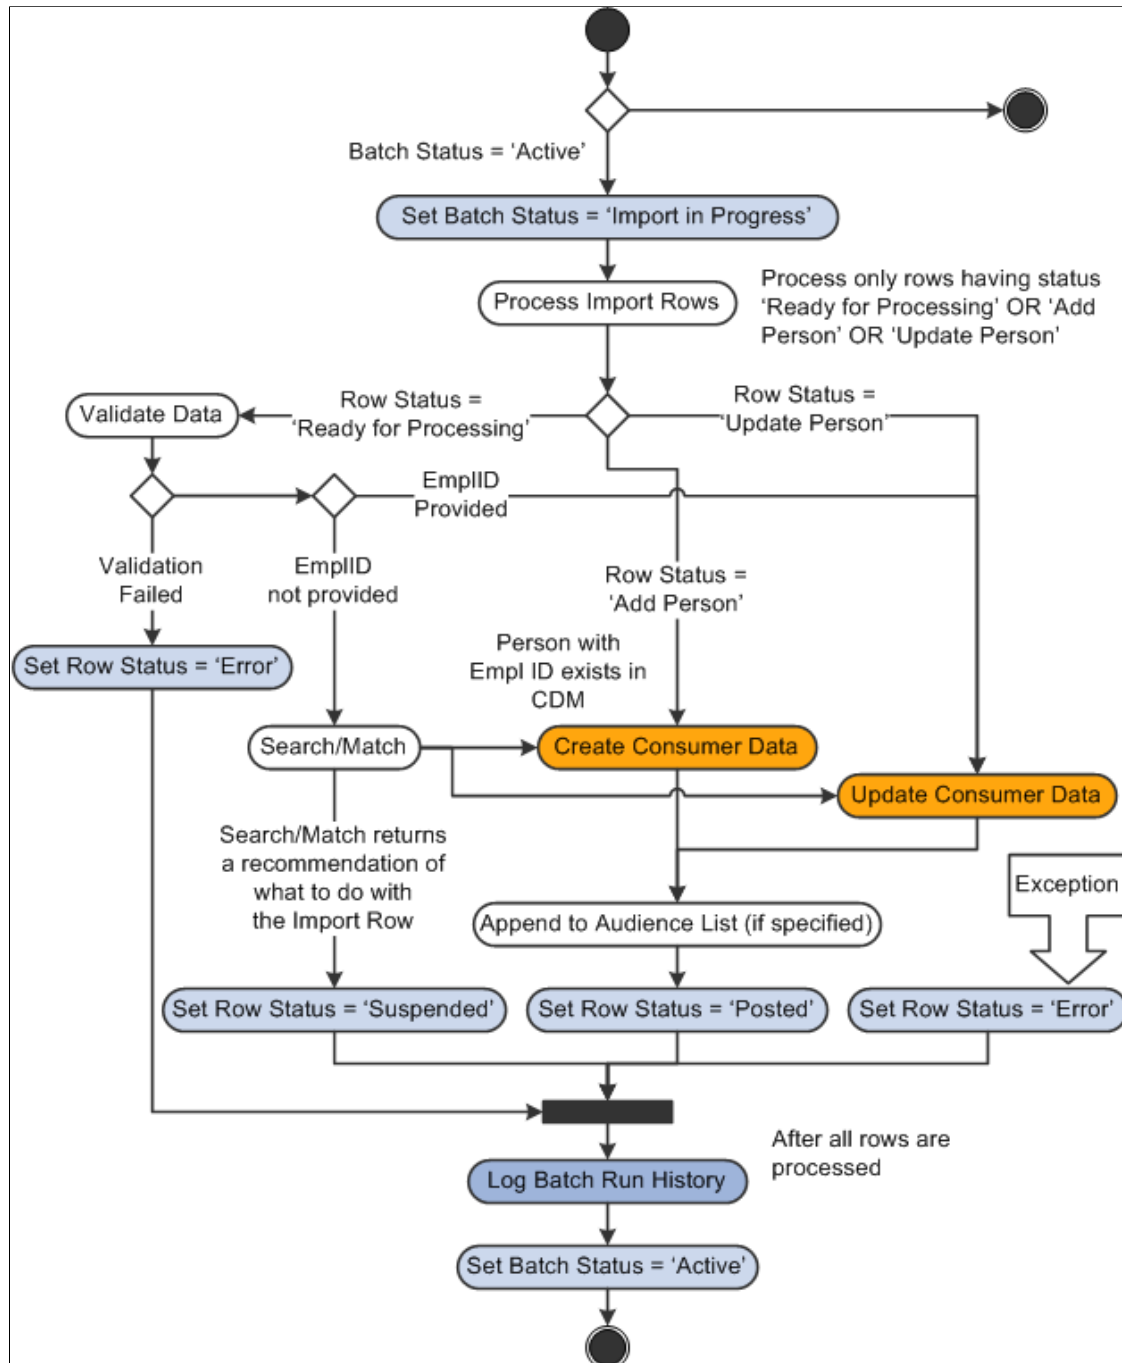 Batch Status = ‘Active’
Set Batch Status = ‘Import in Progress’
Process Import Rows
Process only rows having status
‘Ready for Processing’ OR ‘Add
Person’ OR ‘Update Person’
Validate Data
Row Status =
‘Ready for Processing’
Row Status =
‘Update Person’
EmplID
Provided
Validation
Failed
EmplID
not provided
Row Status =
‘Add Person’
Set Row Status = ‘Error’
Person with
Empl ID exists in
CDM
Search/Match
Create Consumer Data
Update Consumer Data
Search/Match returns
a recommendation of
what to do with
the Import Row
Exception
Append to Audience List (if specified)
Set Row Status = ‘Suspended’
Set Row Status = ‘Posted’
Set Row Status = ‘Error’
After all rows are
processed
Log Batch Run History
Set Batch Status = ‘Active’